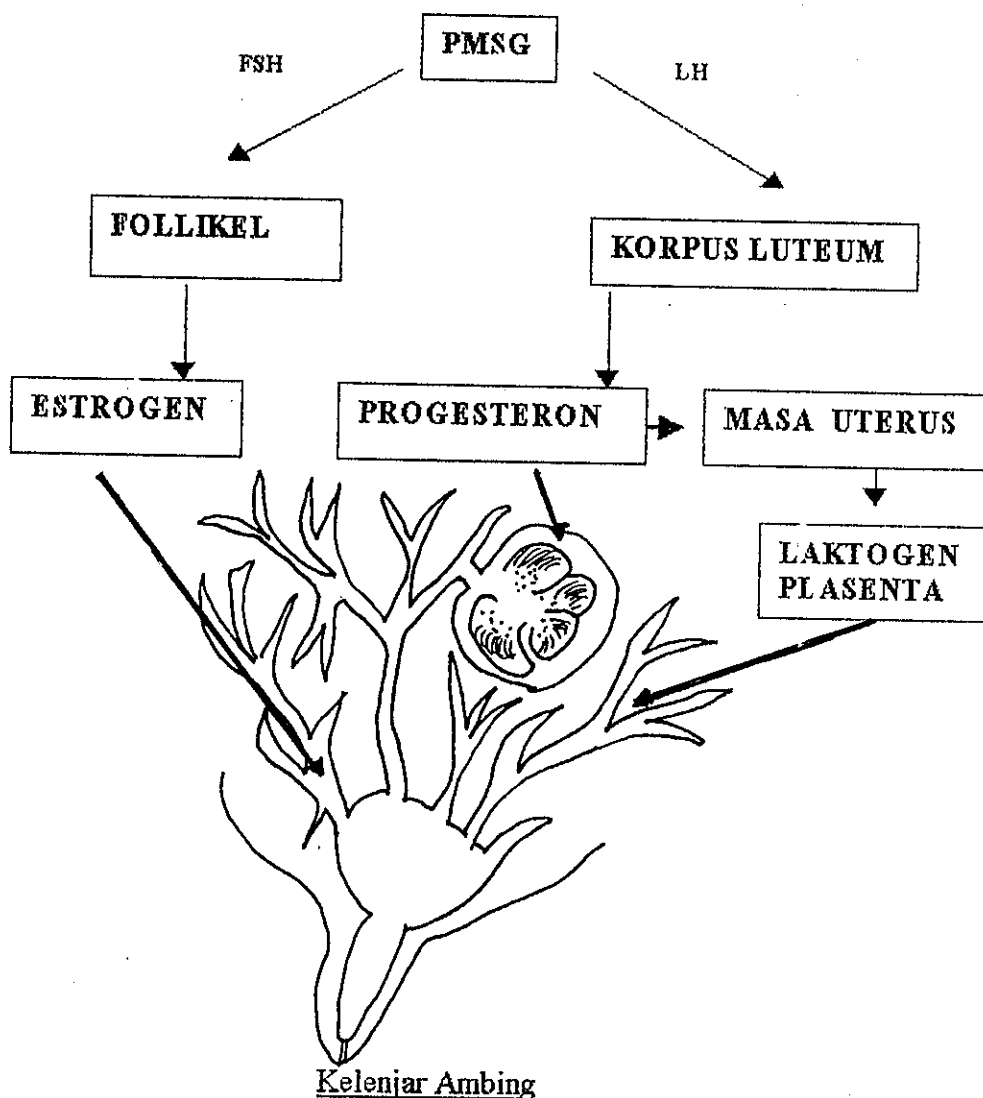 PMSG
FSH
LH
FOLLIKEL
KORPUS LUTEUM
ESTROGEN
PROGESTERON
MASA UTERUS
LAKTOGEN
PLASENTA
Kelenjar Ambing